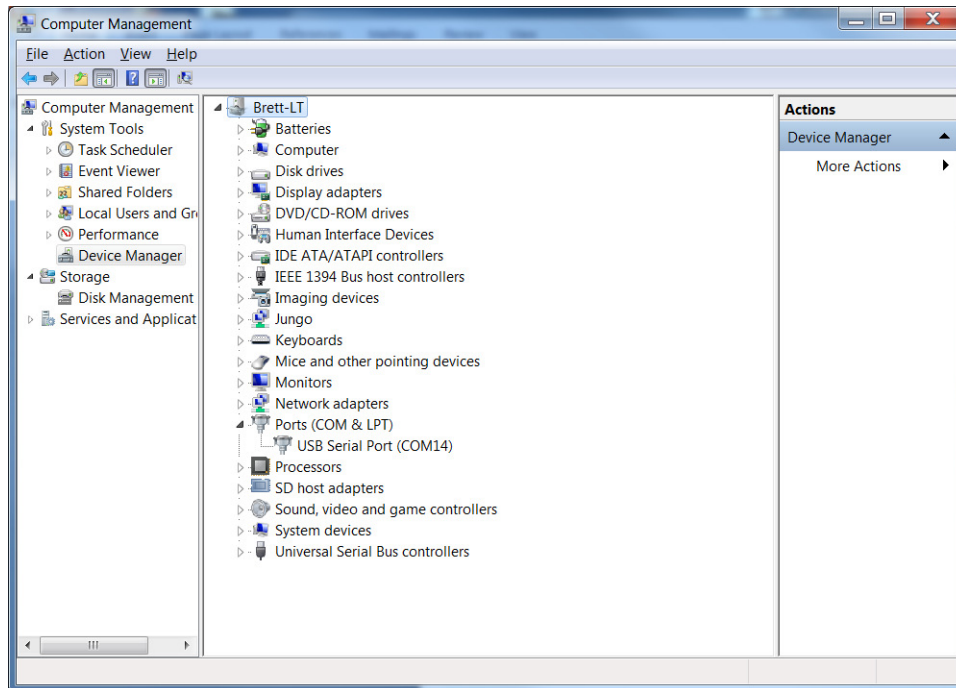 Computer Management
File Action View Help
Computer Management
System Tools
Task Scheduler
Event Viewer
Shared Folders
Local Users and Gr
Performance
Device Manager
Storage
Disk Management
Services and Applicat
Brett-LT
Batteries
Computer
Disk drives
Display adapters
DVD/CD-ROM drives
Human Interface Devices
IDE ATA/ATAPI controllers
IEEE 1394 Bus host controllers
Imaging devices
Jungo
Keyboards
Mice and other pointing devices
Monitors
Network adapters
Ports (COM & LPT)
USB Serial Port (COM14)
Processors
SD host adapters
Sound, video and game controllers
System devices
Universal Serial Bus controllers
Actions
Device Manager
More Actions